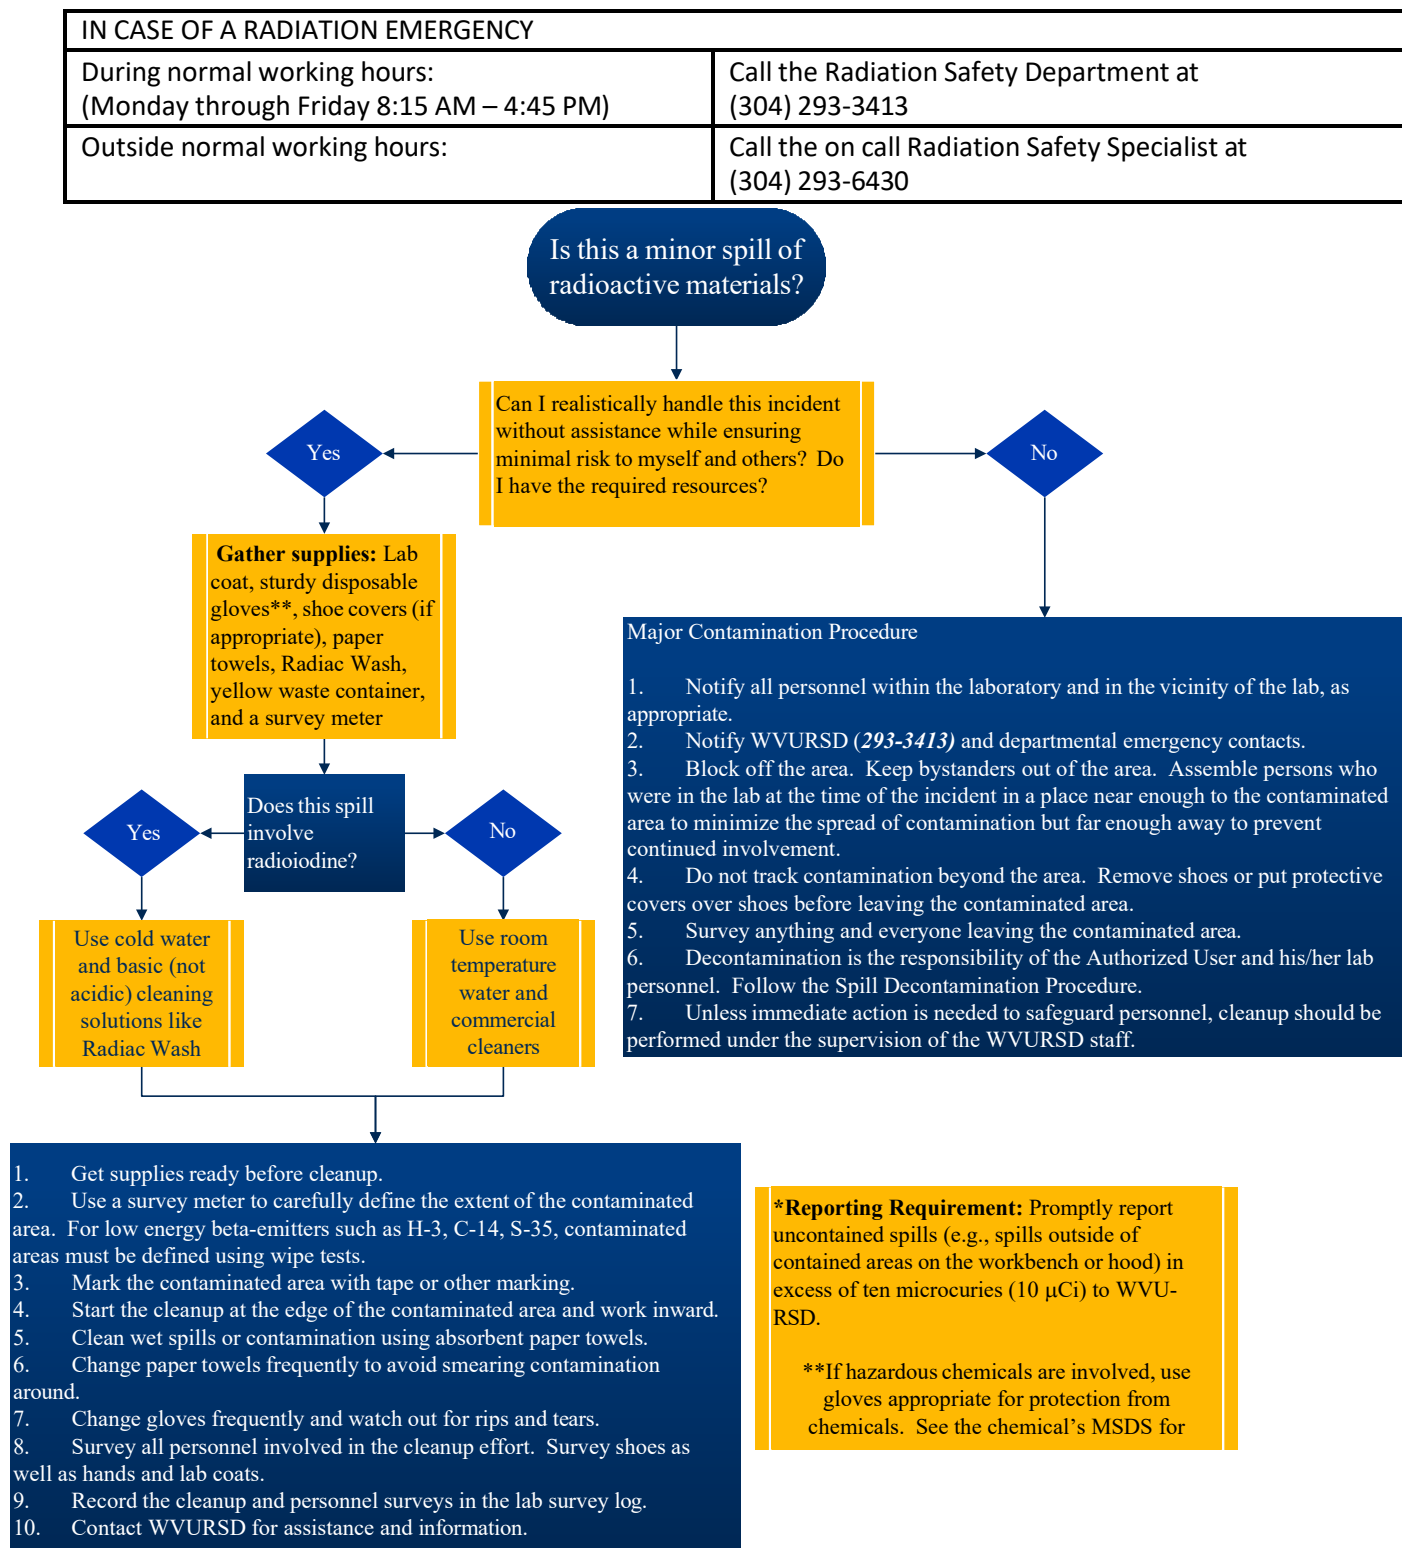 IN CASE OF A RADIATION EMERGENCY
During normal working hours:
(Monday through Friday 8:15 AM – 4:45 PM)
Call the Radiation Safety Department at
(304) 293-3413
Outside normal working hours:
Call the on call Radiation Safety Specialist at
(304) 293-6430
Is this a minor spill of
radioactive materials?
Can I realistically handle this incident
without assistance while ensuring
minimal risk to myself and others?  Do
I have the required resources?
Yes
No
Gather supplies: Lab
coat, sturdy disposable
gloves**, shoe covers (if
appropriate), paper
towels, Radiac Wash,
yellow waste container,
and a survey meter
Does this spill
involve
radioiodine?
Yes
No
Use cold water
and basic (not
acidic) cleaning
solutions like
Radiac Wash
Use room
temperature
water and
commercial
cleaners
Major Contamination Procedure
1. Notify all personnel within the laboratory and in the vicinity of the lab, as
appropriate.
2. Notify WVURSD (293-3413) and departmental emergency contacts.
3. Block off the area.  Keep bystanders out of the area.  Assemble persons who
were in the lab at the time of the incident in a place near enough to the contaminated
area to minimize the spread of contamination but far enough away to prevent
continued involvement.
4. Do not track contamination beyond the area.  Remove shoes or put protective
covers over shoes before leaving the contaminated area.
5. Survey anything and everyone leaving the contaminated area.
6. Decontamination is the responsibility of the Authorized User and his/her lab
personnel.  Follow the Spill Decontamination Procedure.
7. Unless immediate action is needed to safeguard personnel, cleanup should be
performed under the supervision of the WVURSD staff.
1. Get supplies ready before cleanup.
2. Use a survey meter to carefully define the extent of the contaminated
area.  For low energy beta-emitters such as H-3, C-14, S-35, contaminated
areas must be defined using wipe tests.
3. Mark the contaminated area with tape or other marking.
4. Start the cleanup at the edge of the contaminated area and work inward.
5. Clean wet spills or contamination using absorbent paper towels.
6. Change paper towels frequently to avoid smearing contamination
around.
7. Change gloves frequently and watch out for rips and tears.
8. Survey all personnel involved in the cleanup effort.  Survey shoes as
well as hands and lab coats.
9. Record the cleanup and personnel surveys in the lab survey log.
10. Contact WVURSD for assistance and information.
*Reporting Requirement: Promptly report
uncontained spills (e.g., spills outside of
contained areas on the workbench or hood) in
excess of ten microcuries (10 μCi) to WVU-
RSD.
**If hazardous chemicals are involved, use
gloves appropriate for protection from
chemicals.  See the chemical’s MSDS for